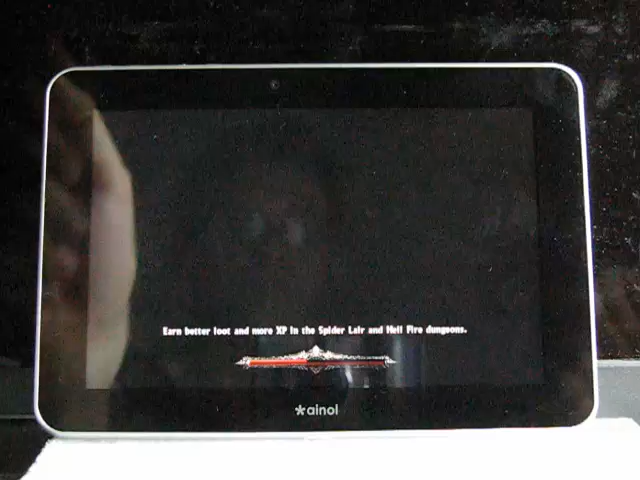 Earn better loot and more XP in the Spider Lair and Hell Fire dungeons.
*ainol